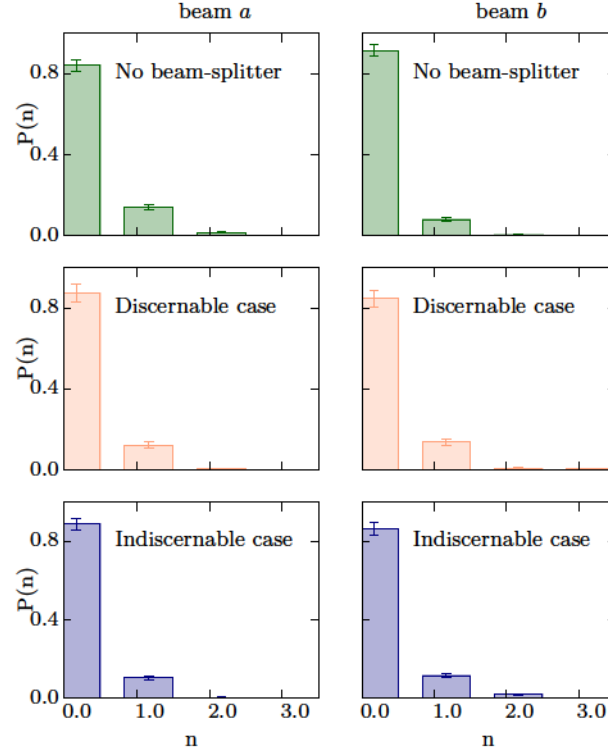 beam a
beam b
No beam-splitter
No beam-splitter
P(n)
0.8
0.4
0.0
Discernable case
Discernable case
P(n)
0.8
0.4
0.0
Indiscernable case
Indiscernable case
P(n)
0.8
0.4
0.0
0.0 1.0 2.0 3.0
0.0 1.0 2.0 3.0
n
n